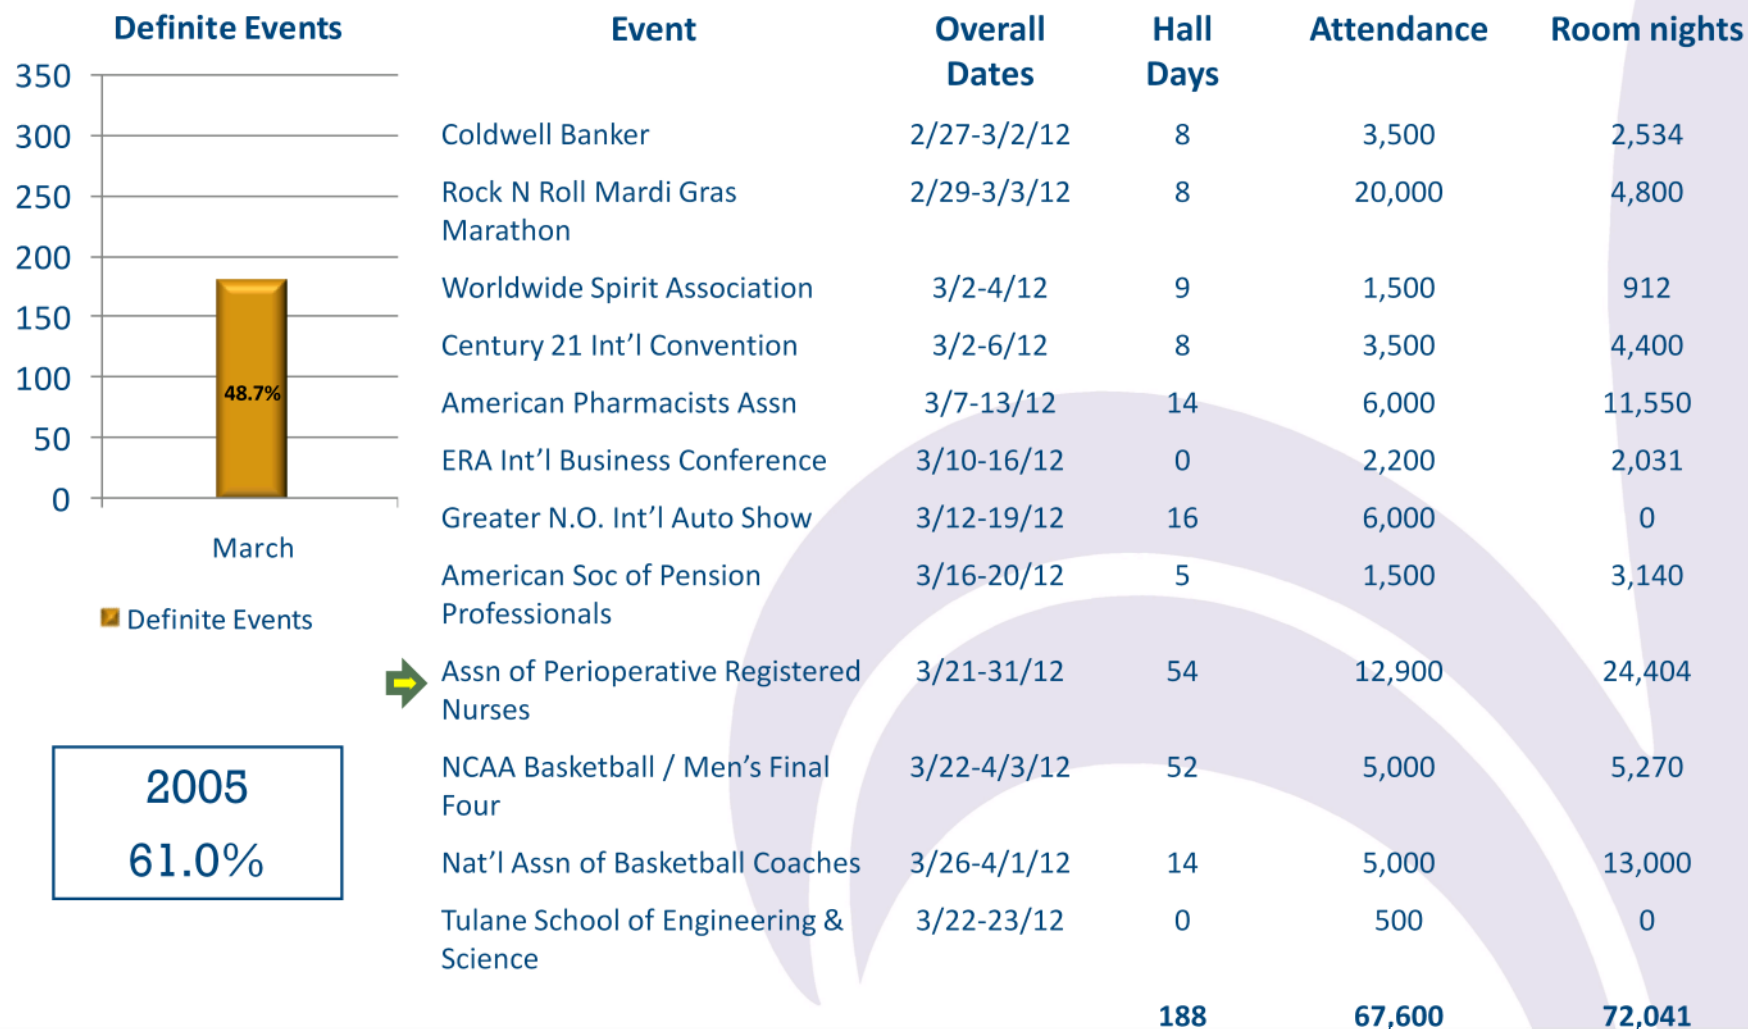 Definite Events
350
300
250
200
150
100
50
0
48.7%
March
Definite Events
2005
61.0%
Event Overall Dates Hall Days Attendance Room nights
Coldwell Banker 2/27-3/2/12 8 3,500 2,534
Rock N Roll Mardi Gras 2/29-3/3/12 8 20,000 4,800
Marathon
Worldwide Spirit Association 3/2-4/12 9 1,500 912
Century 21 Int’l Convention 3/2-6/12 8 3,500 4,400
American Pharmacists Assn 3/7-13/12 14 6,000 11,550
ERA Int’l Business Conference 3/10-16/12 0 2,200 2,031
Greater N.O. Int’l Auto Show 3/12-19/12 16 6,000 0
American Soc of Pension 3/16-20/12 5 1,500 3,140
Professionals
Assn of Perioperative Registered 3/21-31/12 54 12,900 24,404
Nurses
NCAA Basketball / Men’s Final 3/22-4/3/12 52 5,000 5,270
Four
Nat’l Assn of Basketball Coaches 3/26-4/1/12 14 5,000 13,000
Tulane School of Engineering & 3/22-23/12 0 500 0
Science
188 67,600 72,041